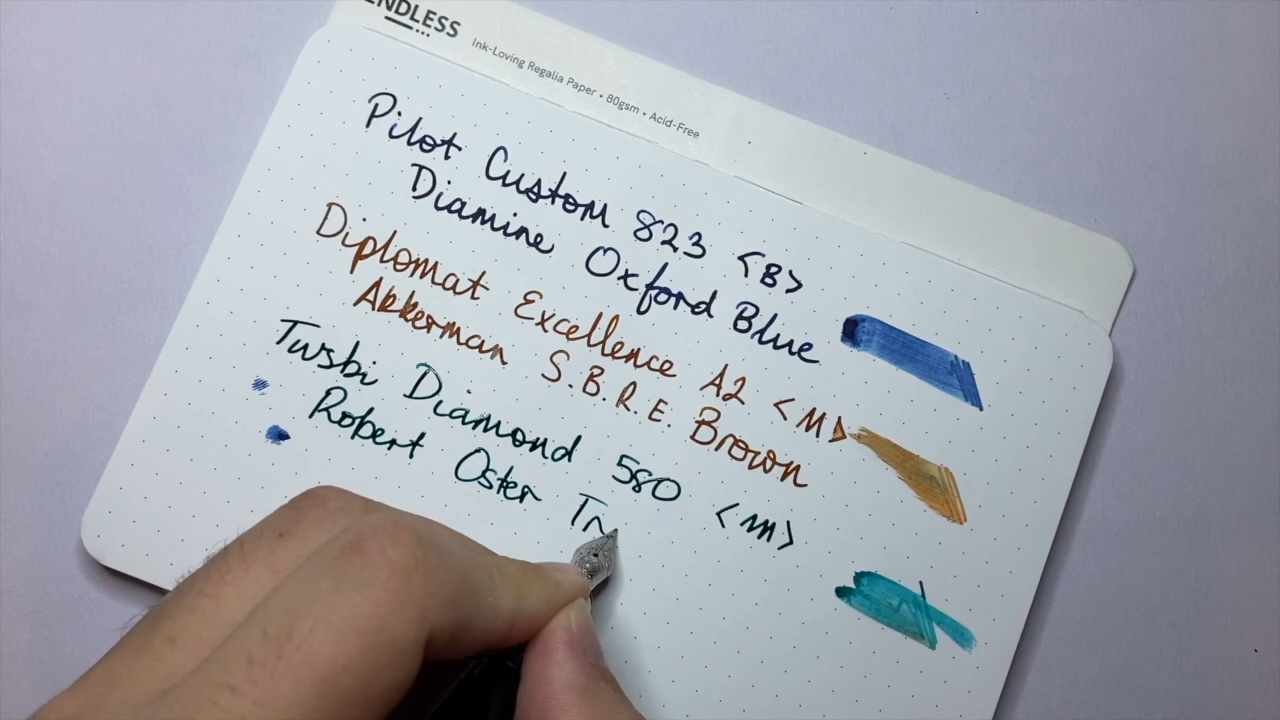 ENDLESS
Ink-Loving Regalia Paper • 80gsm • Acid-Free
Pilot Custom 823 <B>
Diamine Oxford Blue
Diplomat Excellence A2 <M>
Akkerman S.B.R.E. Brown
Twsbi Diamond 580 <M>
Robert Oster Tr